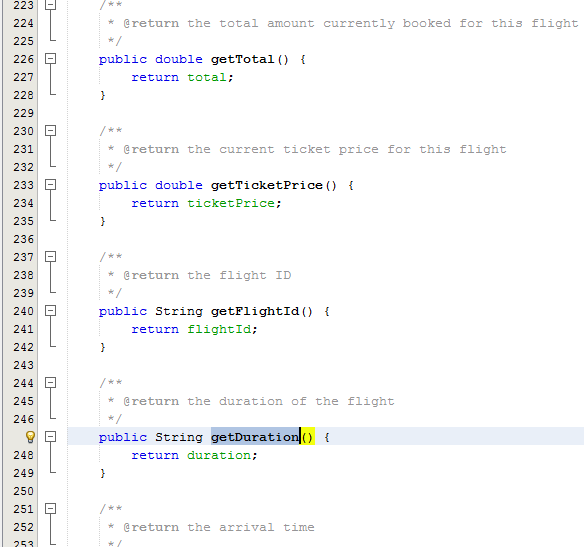 223 /**
224 * @return the total amount currently booked for this flight
225 */
226 public double getTotal() {
227 return total;
228 }
229
230 /**
231 * @return the current ticket price for this flight
232 */
233 public double getTicketPrice() {
234 return ticketPrice;
235 }
236
237 /**
238 * @return the flight ID
239 */
240 public String getFlightId() {
241 return flightId;
242 }
243
244 /**
245 * @return the duration of the flight
246 */
public String getDuration() {
248 return duration;
249 }
250
251 /**
252 * @return the arrival time
253 */